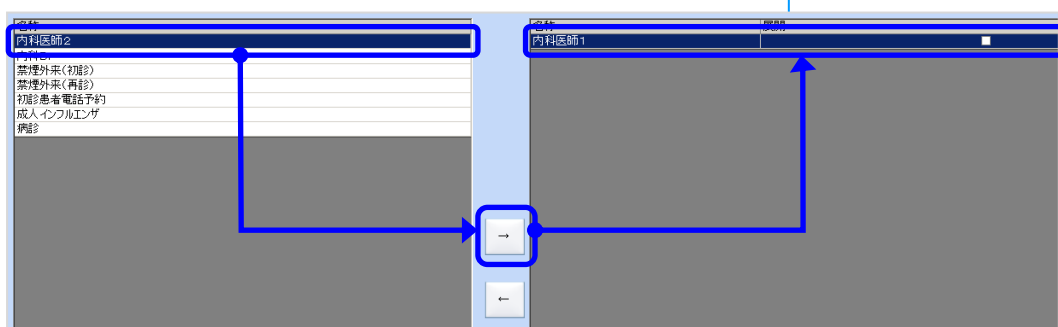 名称
内科医師2
禁煙外来(初診)
禁煙外来(再診)
初診患者電話予約
成人インフルエンザ
病診
→
←
名称 展開
内科医師1